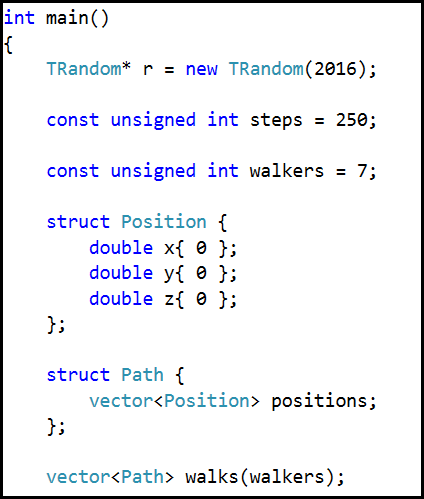 int main()
{
TRandom* r = new TRandom(2016);
const unsigned int steps = 250;
const unsigned int walkers = 7;
struct Position {
double x{ 0 };
double y{ 0 };
double z{ 0 };
};
struct Path {
vector<Position> positions;
};
vector<Path> walks(walkers);